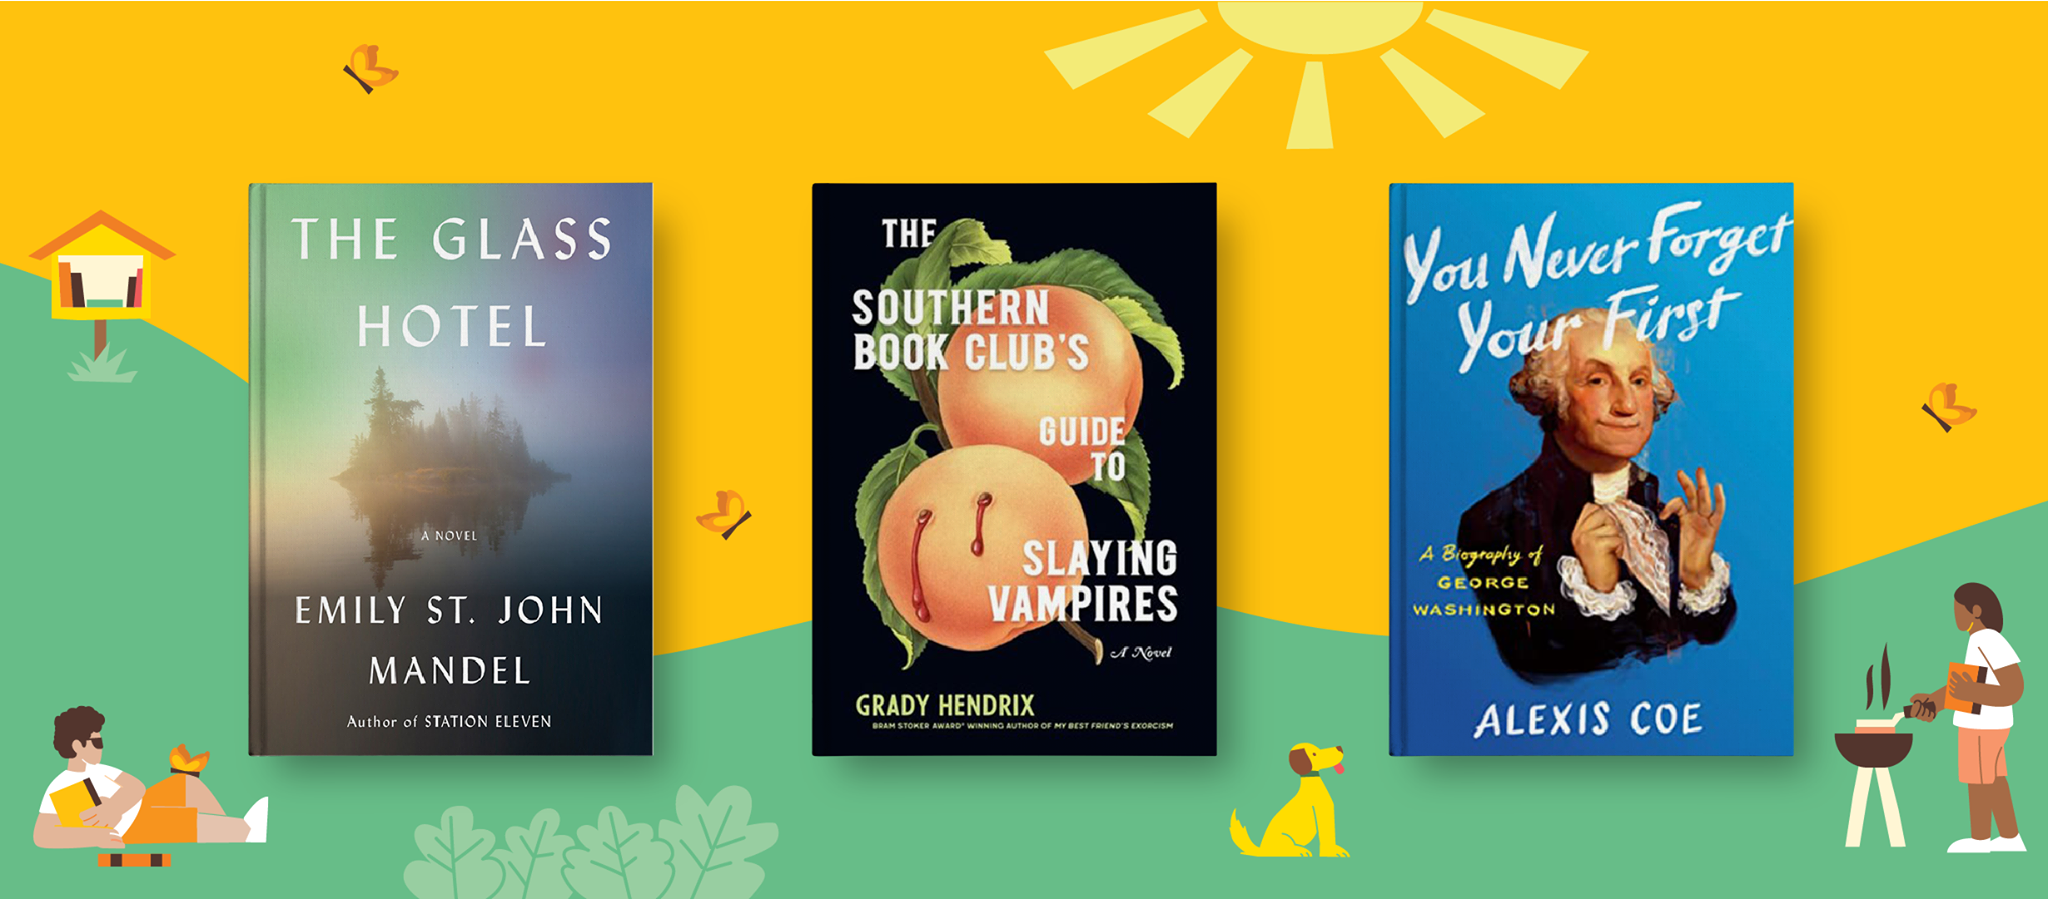 THE GLASS
HOTEL
A NOVEL
EMILY ST. JOHN
MANDEL
Author of STATION ELEVEN
THE
SOUTHERN
BOOK CLUB'S
GUIDE
TO
SLAYING
VAMPIRES
A Novel
GRADY HENDRIX
BRAM STOKER AWARD® WINNING AUTHOR OF MY BEST FRIEND'S EXORCISM
You Never Forget
Your First
A Biography of
GEORGE
WASHINGTON
ALEXIS COE